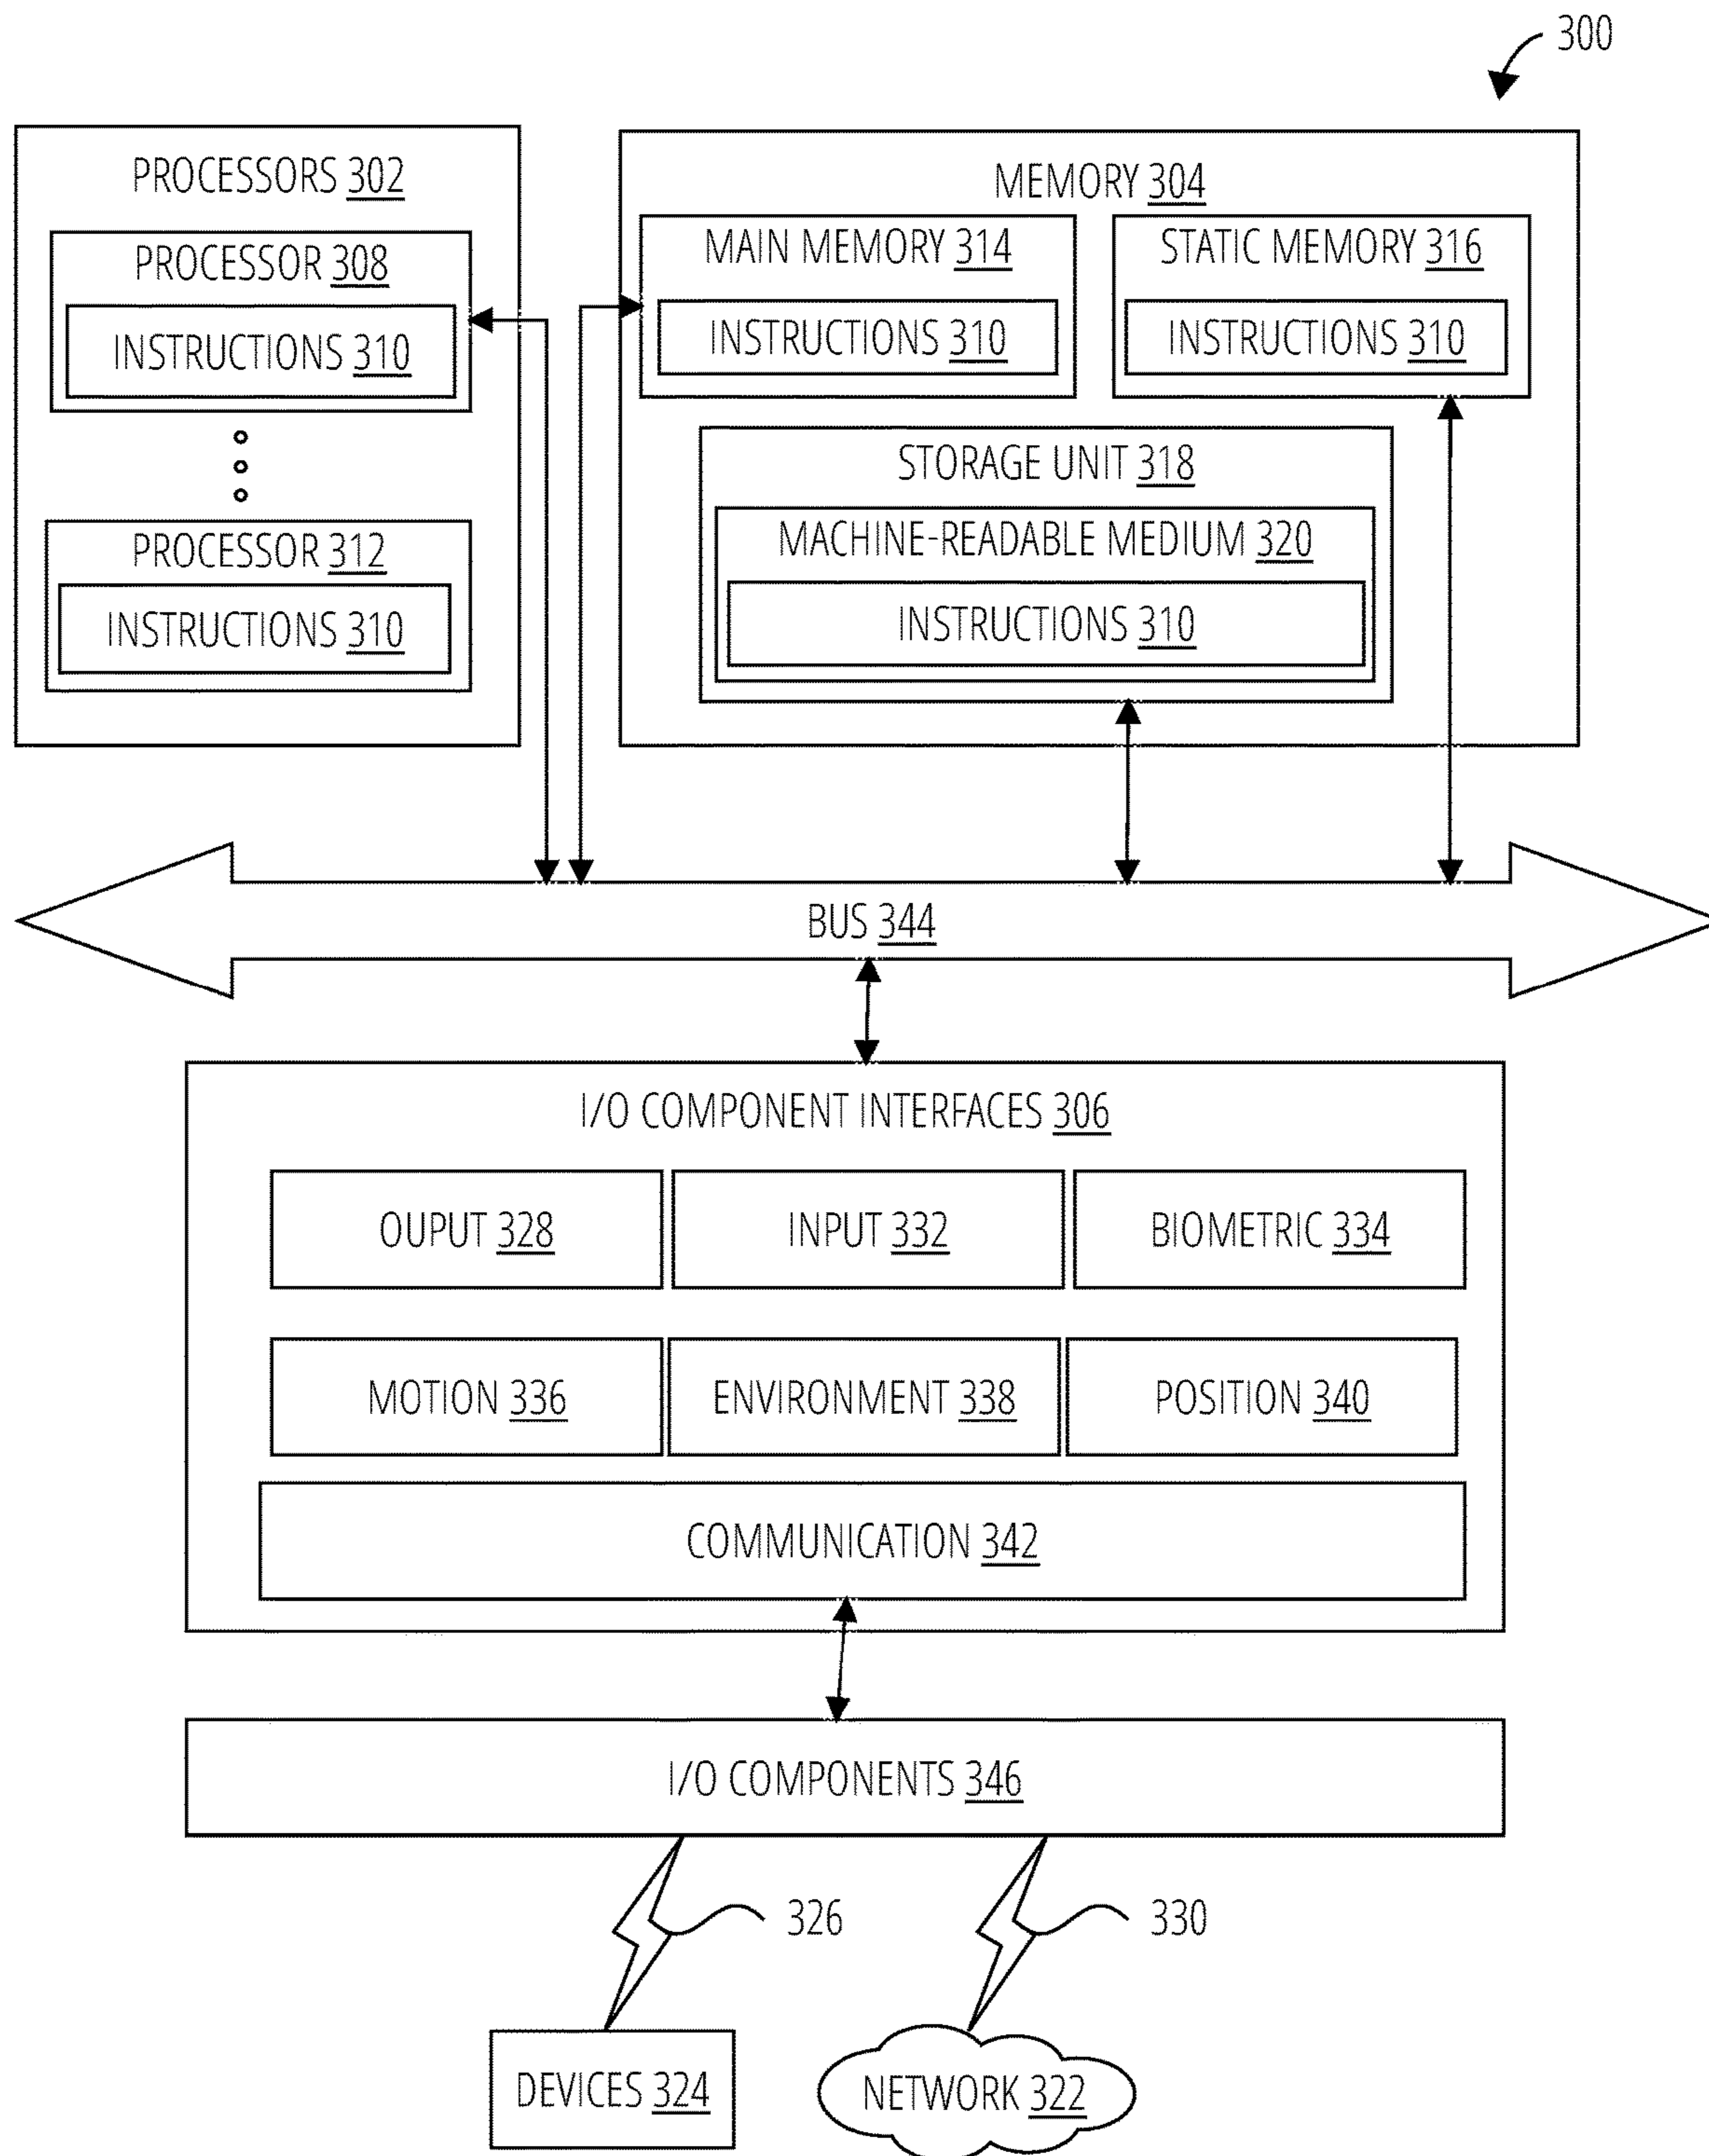 300
PROCESSORS 302
PROCESSOR 308
INSTRUCTIONS 310
PROCESSOR 312
INSTRUCTIONS 310
MEMORY 304
MAIN MEMORY 314
INSTRUCTIONS 310
STATIC MEMORY 316
INSTRUCTIONS 310
STORAGE UNIT 318
MACHINE-READABLE MEDIUM 320
INSTRUCTIONS 310
BUS 344
I/O COMPONENT INTERFACES 306
OUPUT 328
INPUT 332
BIOMETRIC 334
MOTION 336
ENVIRONMENT 338
POSITION 340
COMMUNICATION 342
I/O COMPONENTS 346
326
330
DEVICES 324
NETWORK 322